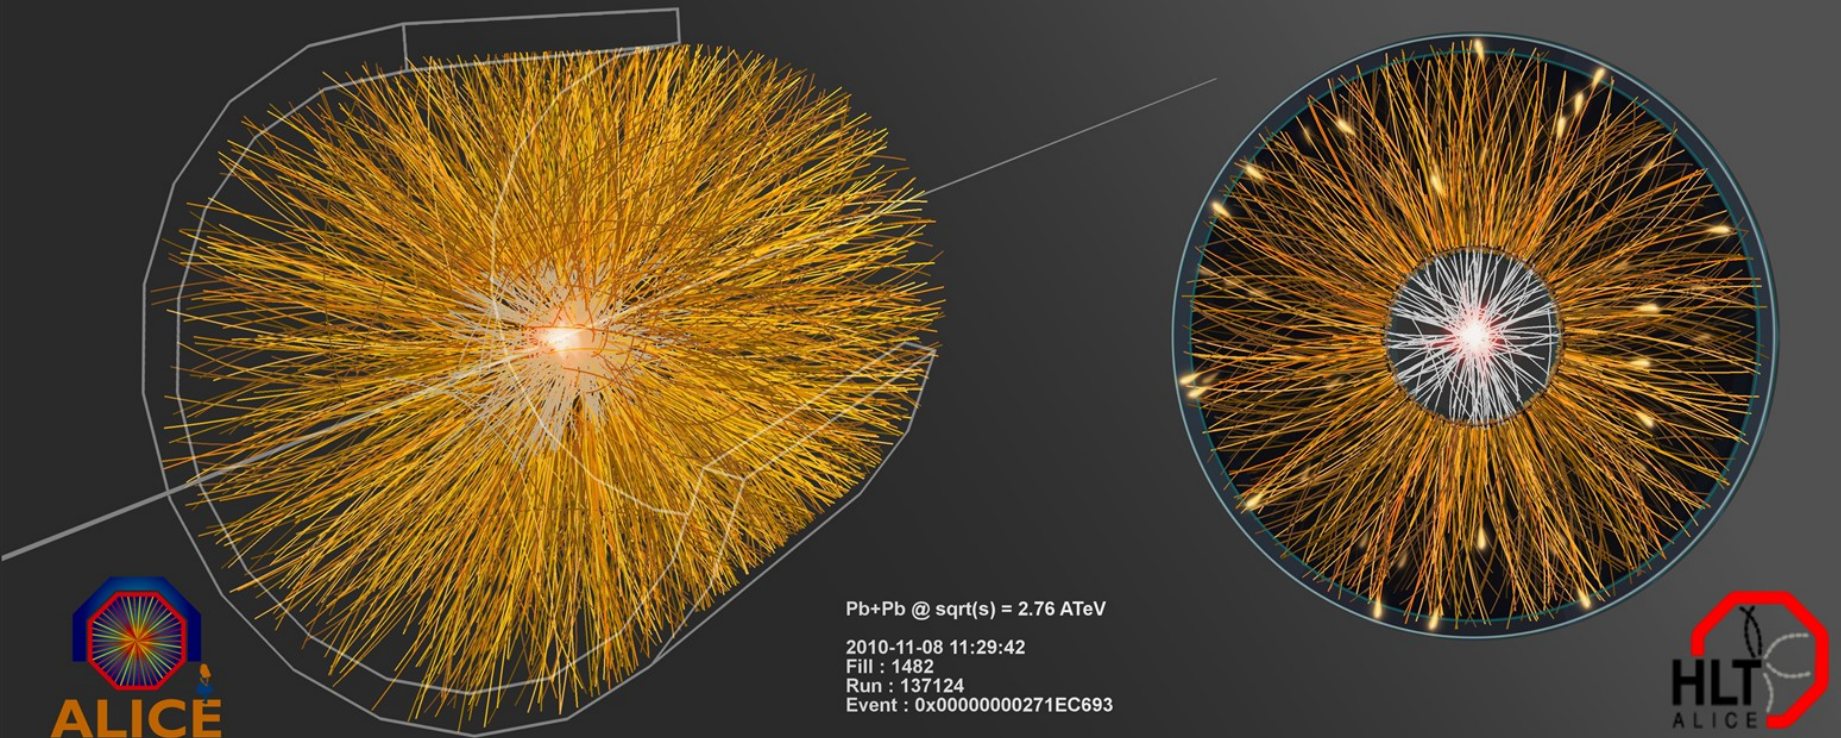 Pb+Pb @ sqrt(s) = 2.76 ATeV
2010-11-08 11:29:42
Fill : 1482
Run : 137124
Event : 0x00000000271EC693
ALICE
HLT
ALICE